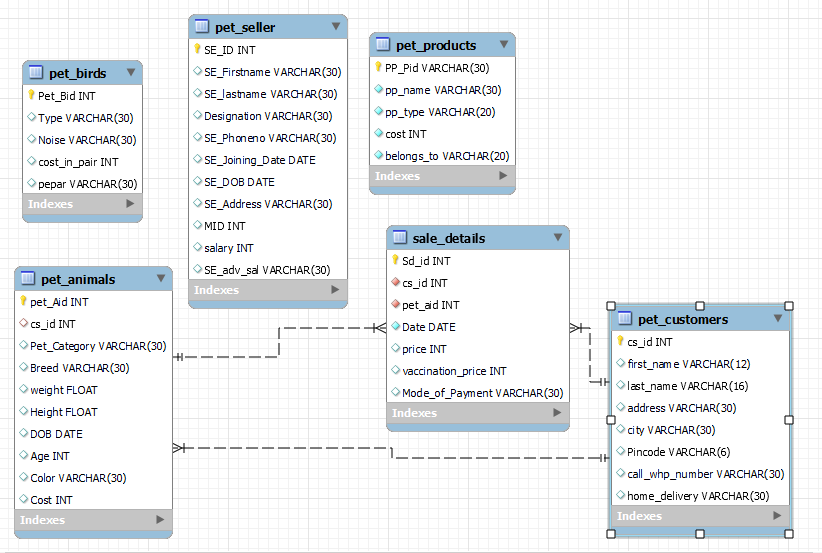 pet_seller
SE_ID INT
SE_Firstname VARCHAR(30)
SE_lastname VARCHAR(30)
Designation VARCHAR(30)
SE_Phoneno VARCHAR(30)
SE_Joining_Date DATE
SE_DOB DATE
SE_Address VARCHAR(30)
MID INT
salary INT
SE_adv_sal VARCHAR(30)
Indexes
pet_products
PP_Pid VARCHAR(30)
pp_name VARCHAR(30)
pp_type VARCHAR(20)
cost INT
belongs_to VARCHAR(20)
Indexes
pet_birds
Pet_Bid INT
Type VARCHAR(30)
Noise VARCHAR(30)
cost_in_pair INT
pepar VARCHAR(30)
Indexes
sale_details
Sd_id INT
cs_id INT
pet_aid INT
Date DATE
price INT
vaccination_price INT
Mode_of_Payment VARCHAR(30)
Indexes
pet_animals
pet_Aid INT
cs_id INT
Pet_Category VARCHAR(30)
Breed VARCHAR(30)
weight FLOAT
Height FLOAT
DOB DATE
Age INT
Color VARCHAR(30)
Cost INT
Indexes
pet_customers
cs_id INT
first_name VARCHAR(12)
last_name VARCHAR(16)
address VARCHAR(30)
city VARCHAR(30)
Pincode VARCHAR(6)
call_whp_number VARCHAR(30)
home_delivery VARCHAR(30)
Indexes